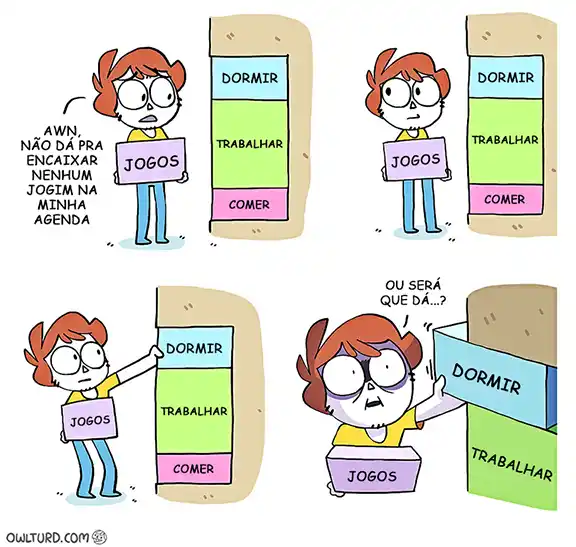 AWN,
NÃO DÁ PRA
ENCAIXAR
NENHUM
JOGIM NA
MINHA
AGENDA
JOGOS
DORMIR
TRABALHAR
COMER
JOGOS
DORMIR
TRABALHAR
COMER
JOGOS
DORMIR
TRABALHAR
COMER
OU SERÁ
QUE DÁ...?
JOGOS
DORMIR
TRABALHAR
OWLTURD.COM